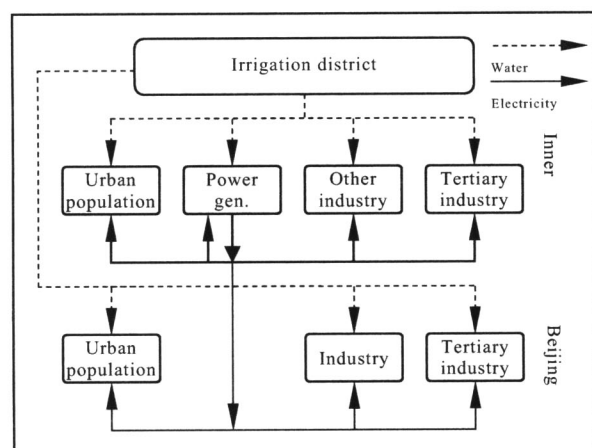 Irrigation district
Water
Electricity
Inner
Urban
population
Power
gen.
Other
industry
Tertiary
industry
Beijing
Urban
population
Industry
Tertiary
industry